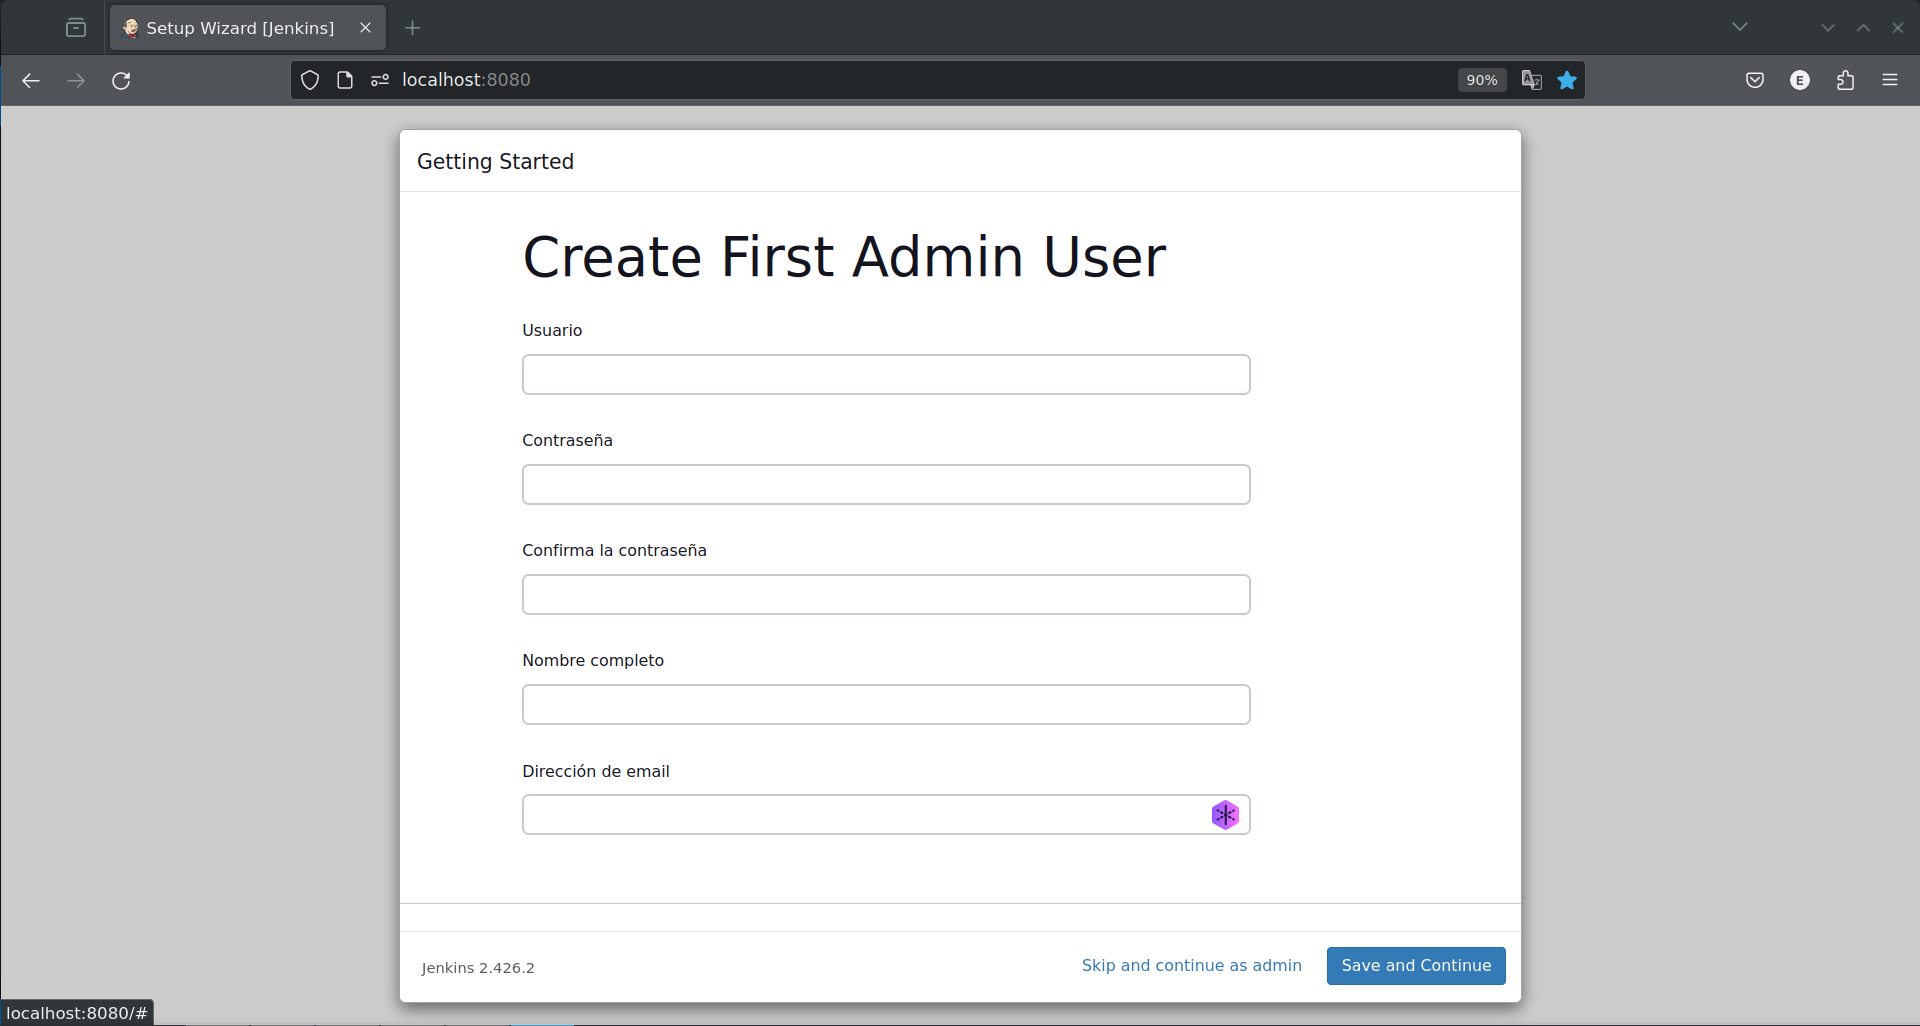 Setup Wizard [Jenkins]
localhost:8080
90%
E
Getting Started
Create First Admin User
Usuario
Contraseña
Confirma la contraseña
Nombre completo
Dirección de email
Jenkins 2.426.2
Skip and continue as admin
Save and Continue
localhost:8080/#